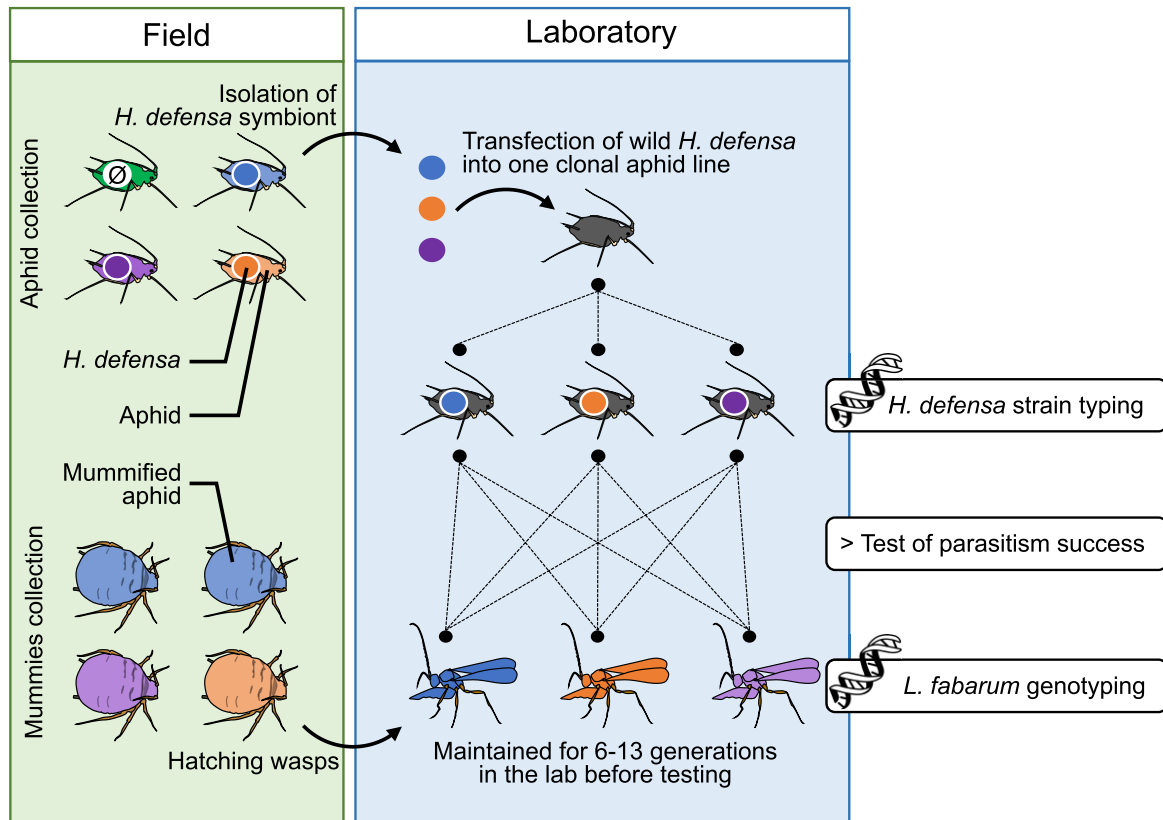 Field
Laboratory
Aphid collection
Isolation of
H. defensa symbiont
Ø
H. defensa
Aphid
Mummies collection
Mummified
aphid
Hatching wasps
Transfection of wild H. defensa
into one clonal aphid line
Maintained for 6-13 generations
in the lab before testing
H. defensa strain typing
> Test of parasitism success
L. fabarum genotyping